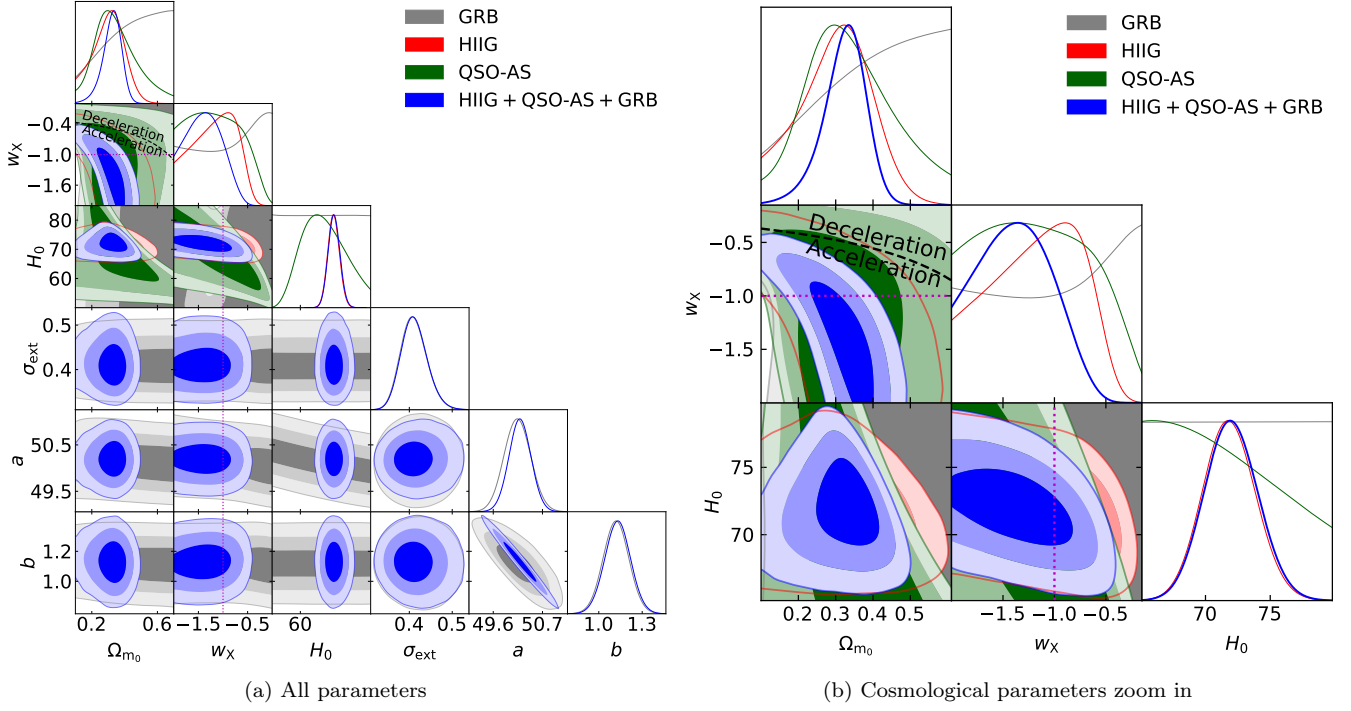 GRB
HIIG
QSO-AS
HIIG + QSO-AS + GRB
Deceleration
Acceleration
−0.4
−1.0
−1.6
w_X
80
70
60
H_0
0.5
0.4
σ_ext
50.5
49.5
a
1.2
1.0
b
0.2 0.6 −1.5 −0.5 60 0.4 0.5 49.6 50.7 1.0 1.3
Ω_m₀ w_X H_0 σ_ext a b
(a) All parameters
GRB
HIIG
QSO-AS
HIIG + QSO-AS + GRB
Deceleration
Acceleration
−0.5
−1.0
−1.5
w_X
75
70
H_0
0.2 0.3 0.4 0.5 −1.5 −1.0 −0.5 70 75
Ω_m₀ w_X H_0
(b) Cosmological parameters zoom in